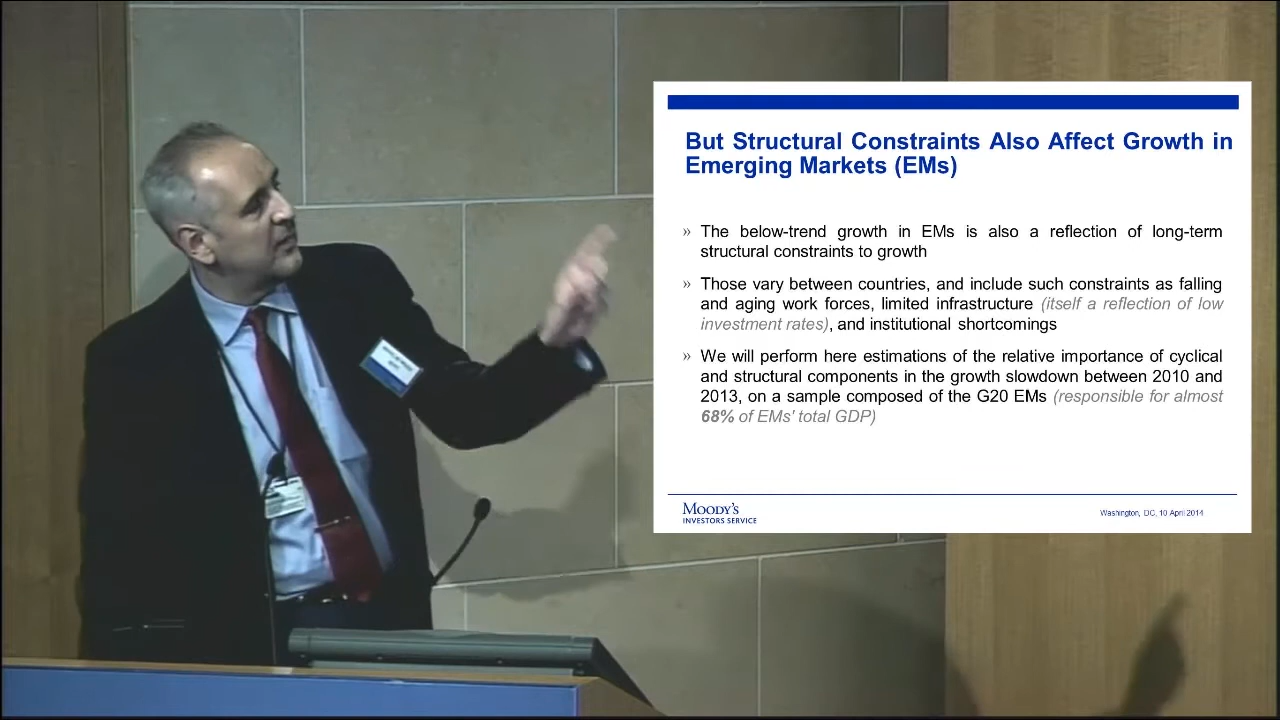 But Structural Constraints Also Affect Growth in
Emerging Markets (EMs)
» The below-trend growth in EMs is also a reflection of long-term
structural constraints to growth
» Those vary between countries, and include such constraints as falling
and aging work forces, limited infrastructure (itself a reflection of low
investment rates), and institutional shortcomings
» We will perform here estimations of the relative importance of cyclical
and structural components in the growth slowdown between 2010 and
2013, on a sample composed of the G20 EMs (responsible for almost
68% of EMs' total GDP)
MOODY'S
INVESTORS SERVICE
Washington, DC, 10 April 2014